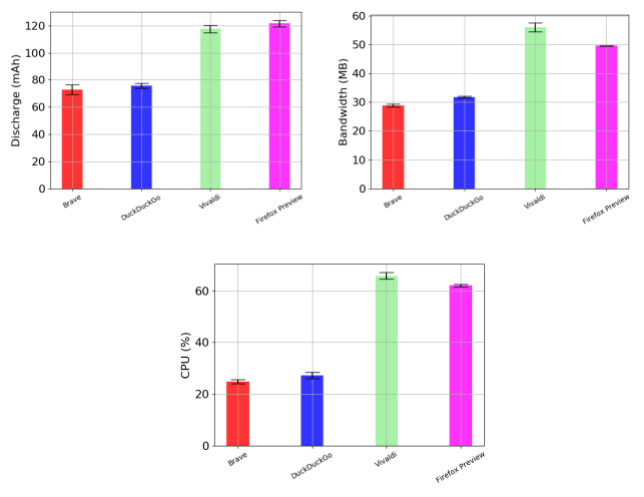 Discharge (mAh)
120
100
80
60
40
20
0
Brave
DuckDuckGo
Vivaldi
Firefox Preview
Bandwidth (MB)
60
50
40
30
20
10
0
Brave
DuckDuckGo
Vivaldi
Firefox Preview
CPU (%)
60
40
20
0
Brave
DuckDuckGo
Vivaldi
Firefox Preview